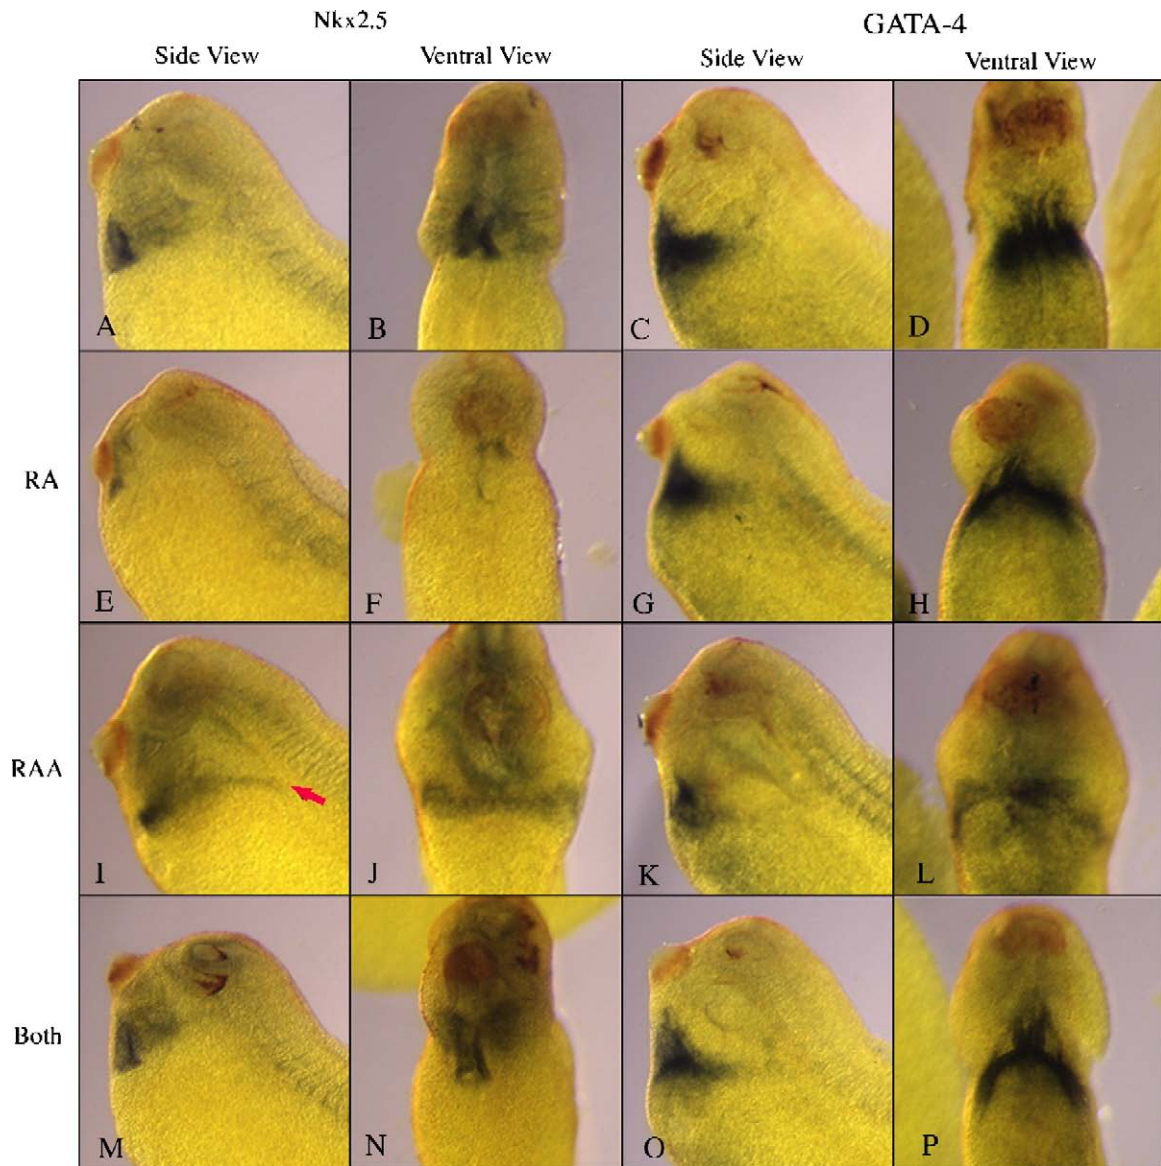 Nkx2.5 GATA-4
Side View Ventral View Side View Ventral View
A B C D
RA
E F G H
RAA
I J K L
Both
M N O P